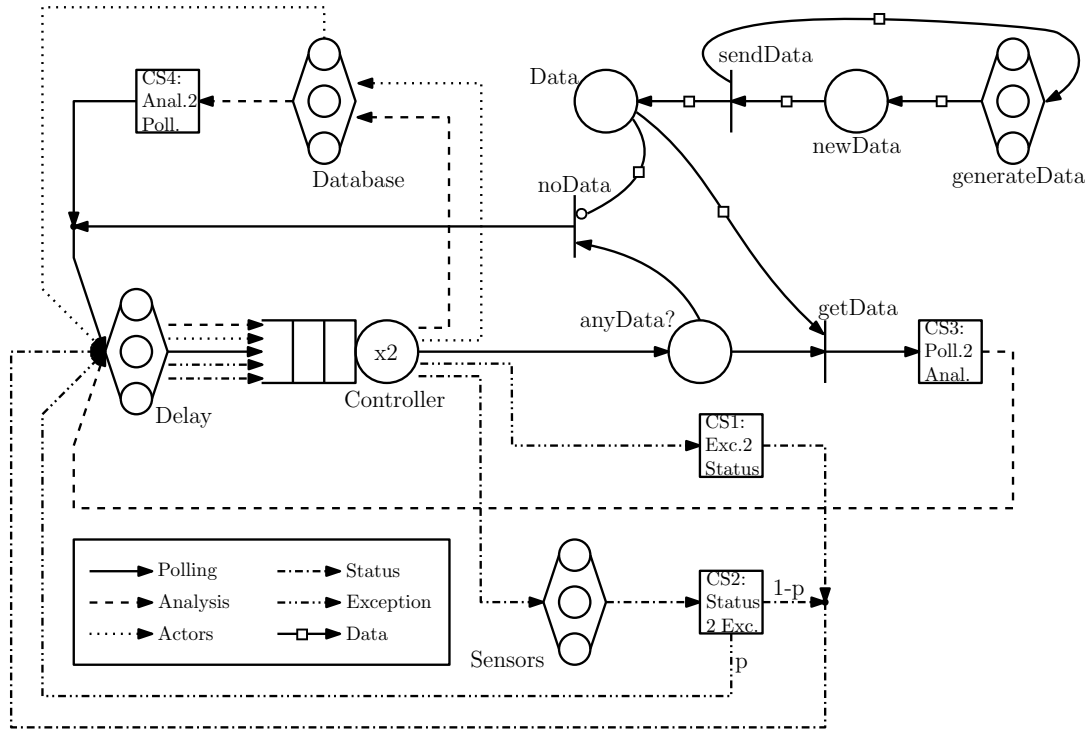 sendData
Data
CS4:
Anal.2
Poll.
newData
Database
generateData
noData
getData
anyData?
CS3:
Poll.2
Anal.
x2
Delay
Controller
CS1:
Exc.2
Status
Polling
Status
Analysis
Exception
Actors
Data
CS2:
Status
2 Exc.
1-p
Sensors
p